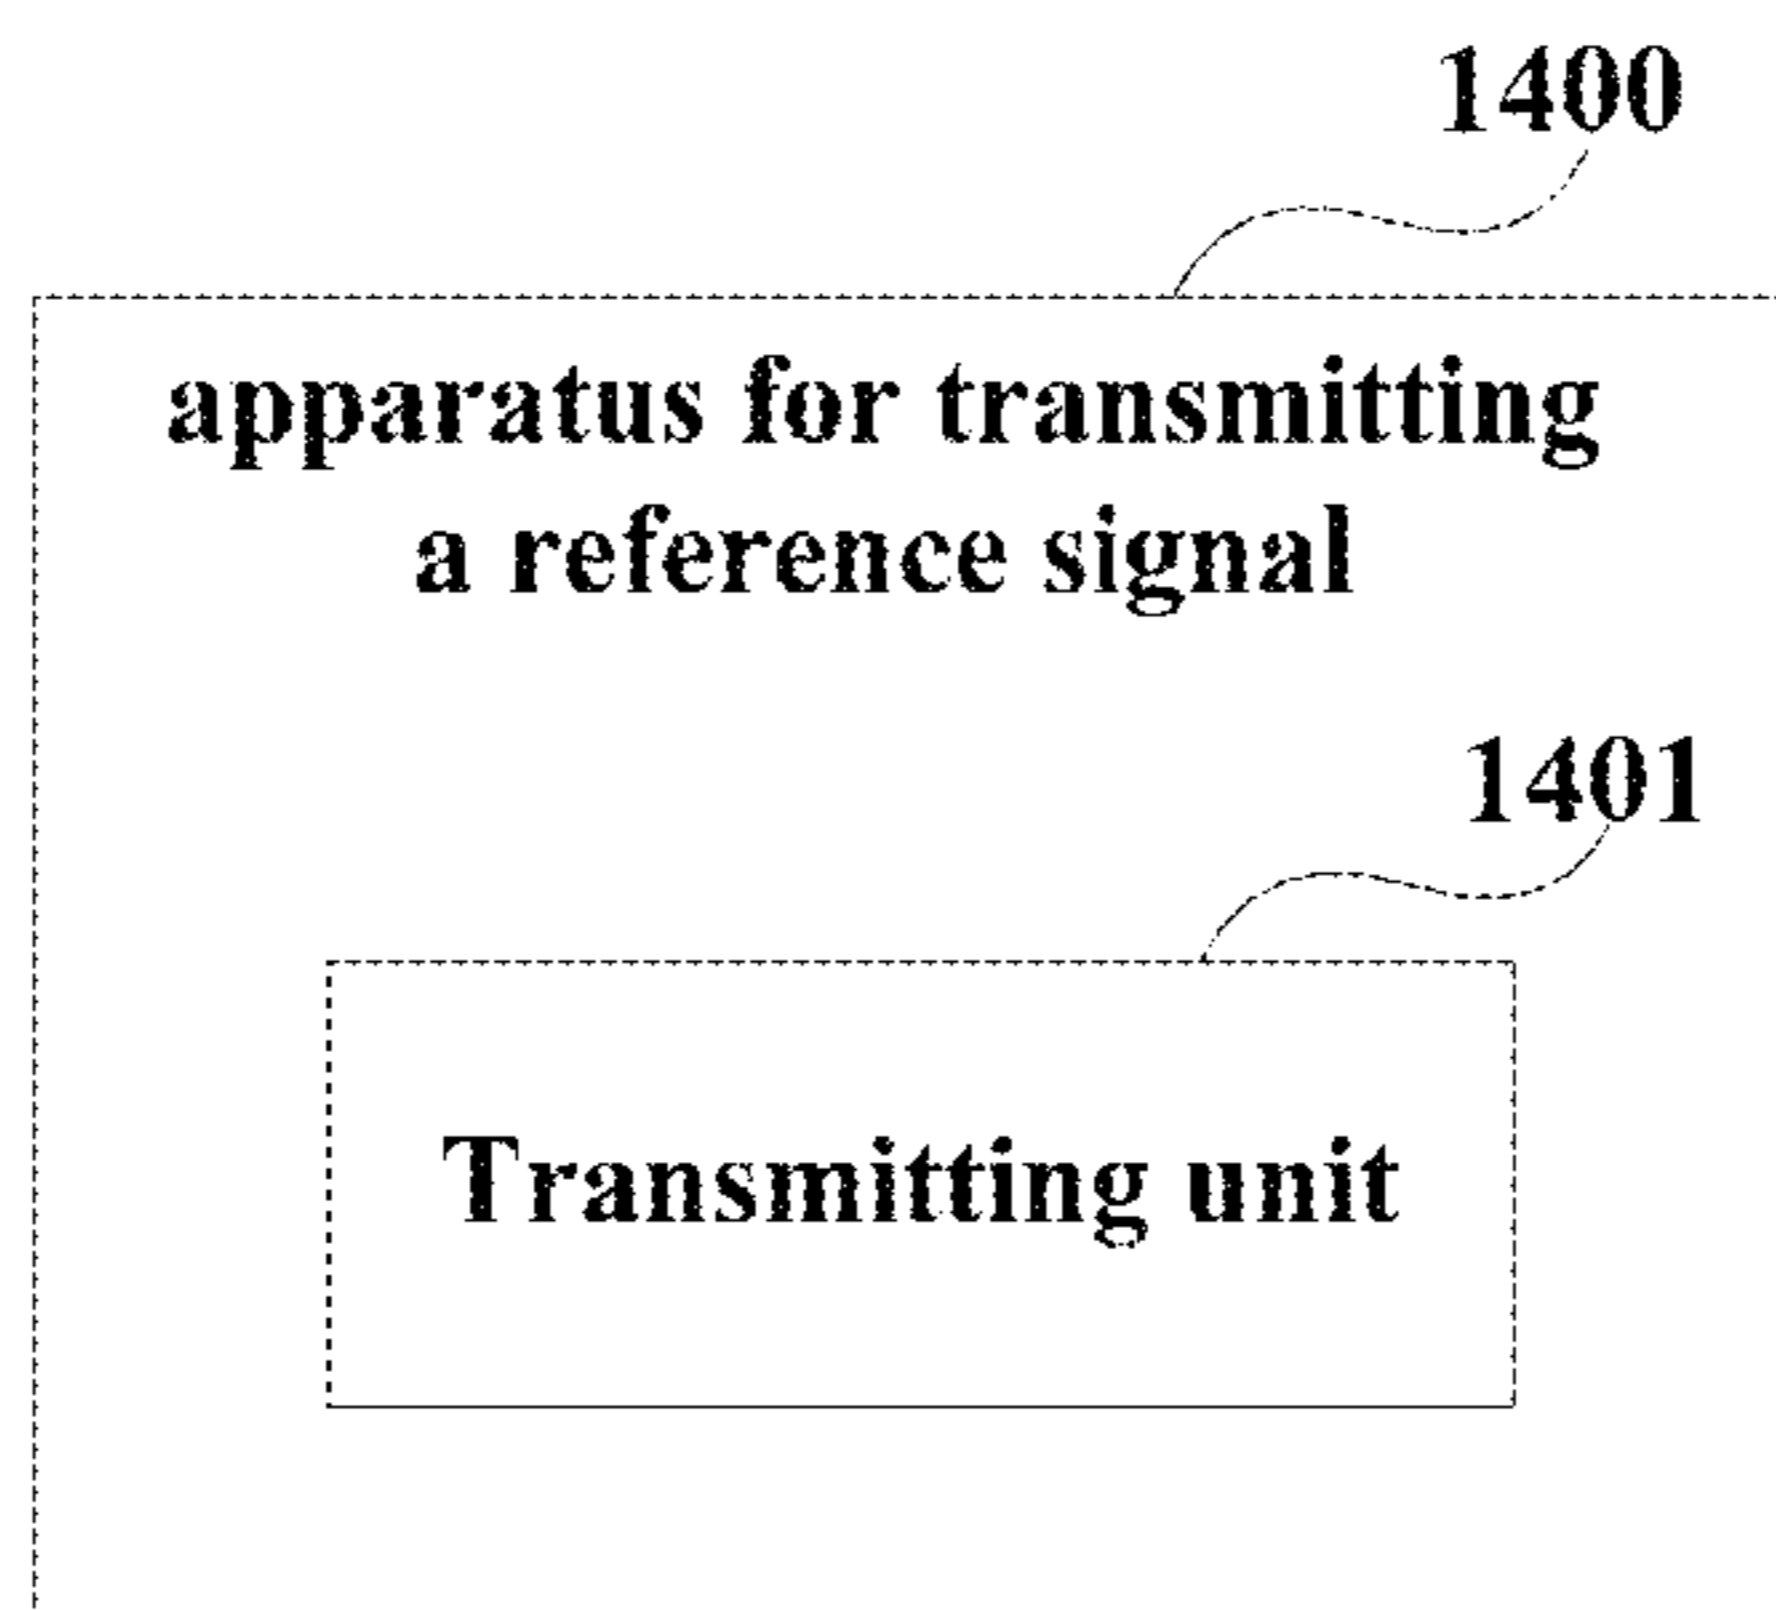 1400
apparatus for transmitting
a reference signal
1401
Transmitting unit